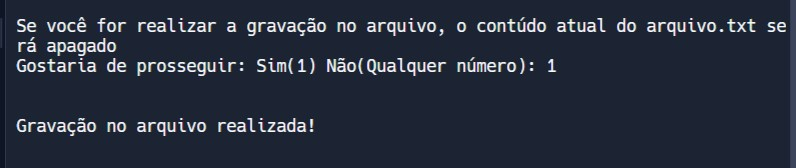 Se você for realizar a gravação no arquivo, o contúdo atual do arquivo.txt se
rá apagado
Gostaria de prosseguir: Sim(1) Não(Qualquer número): 1
Gravação no arquivo realizada!